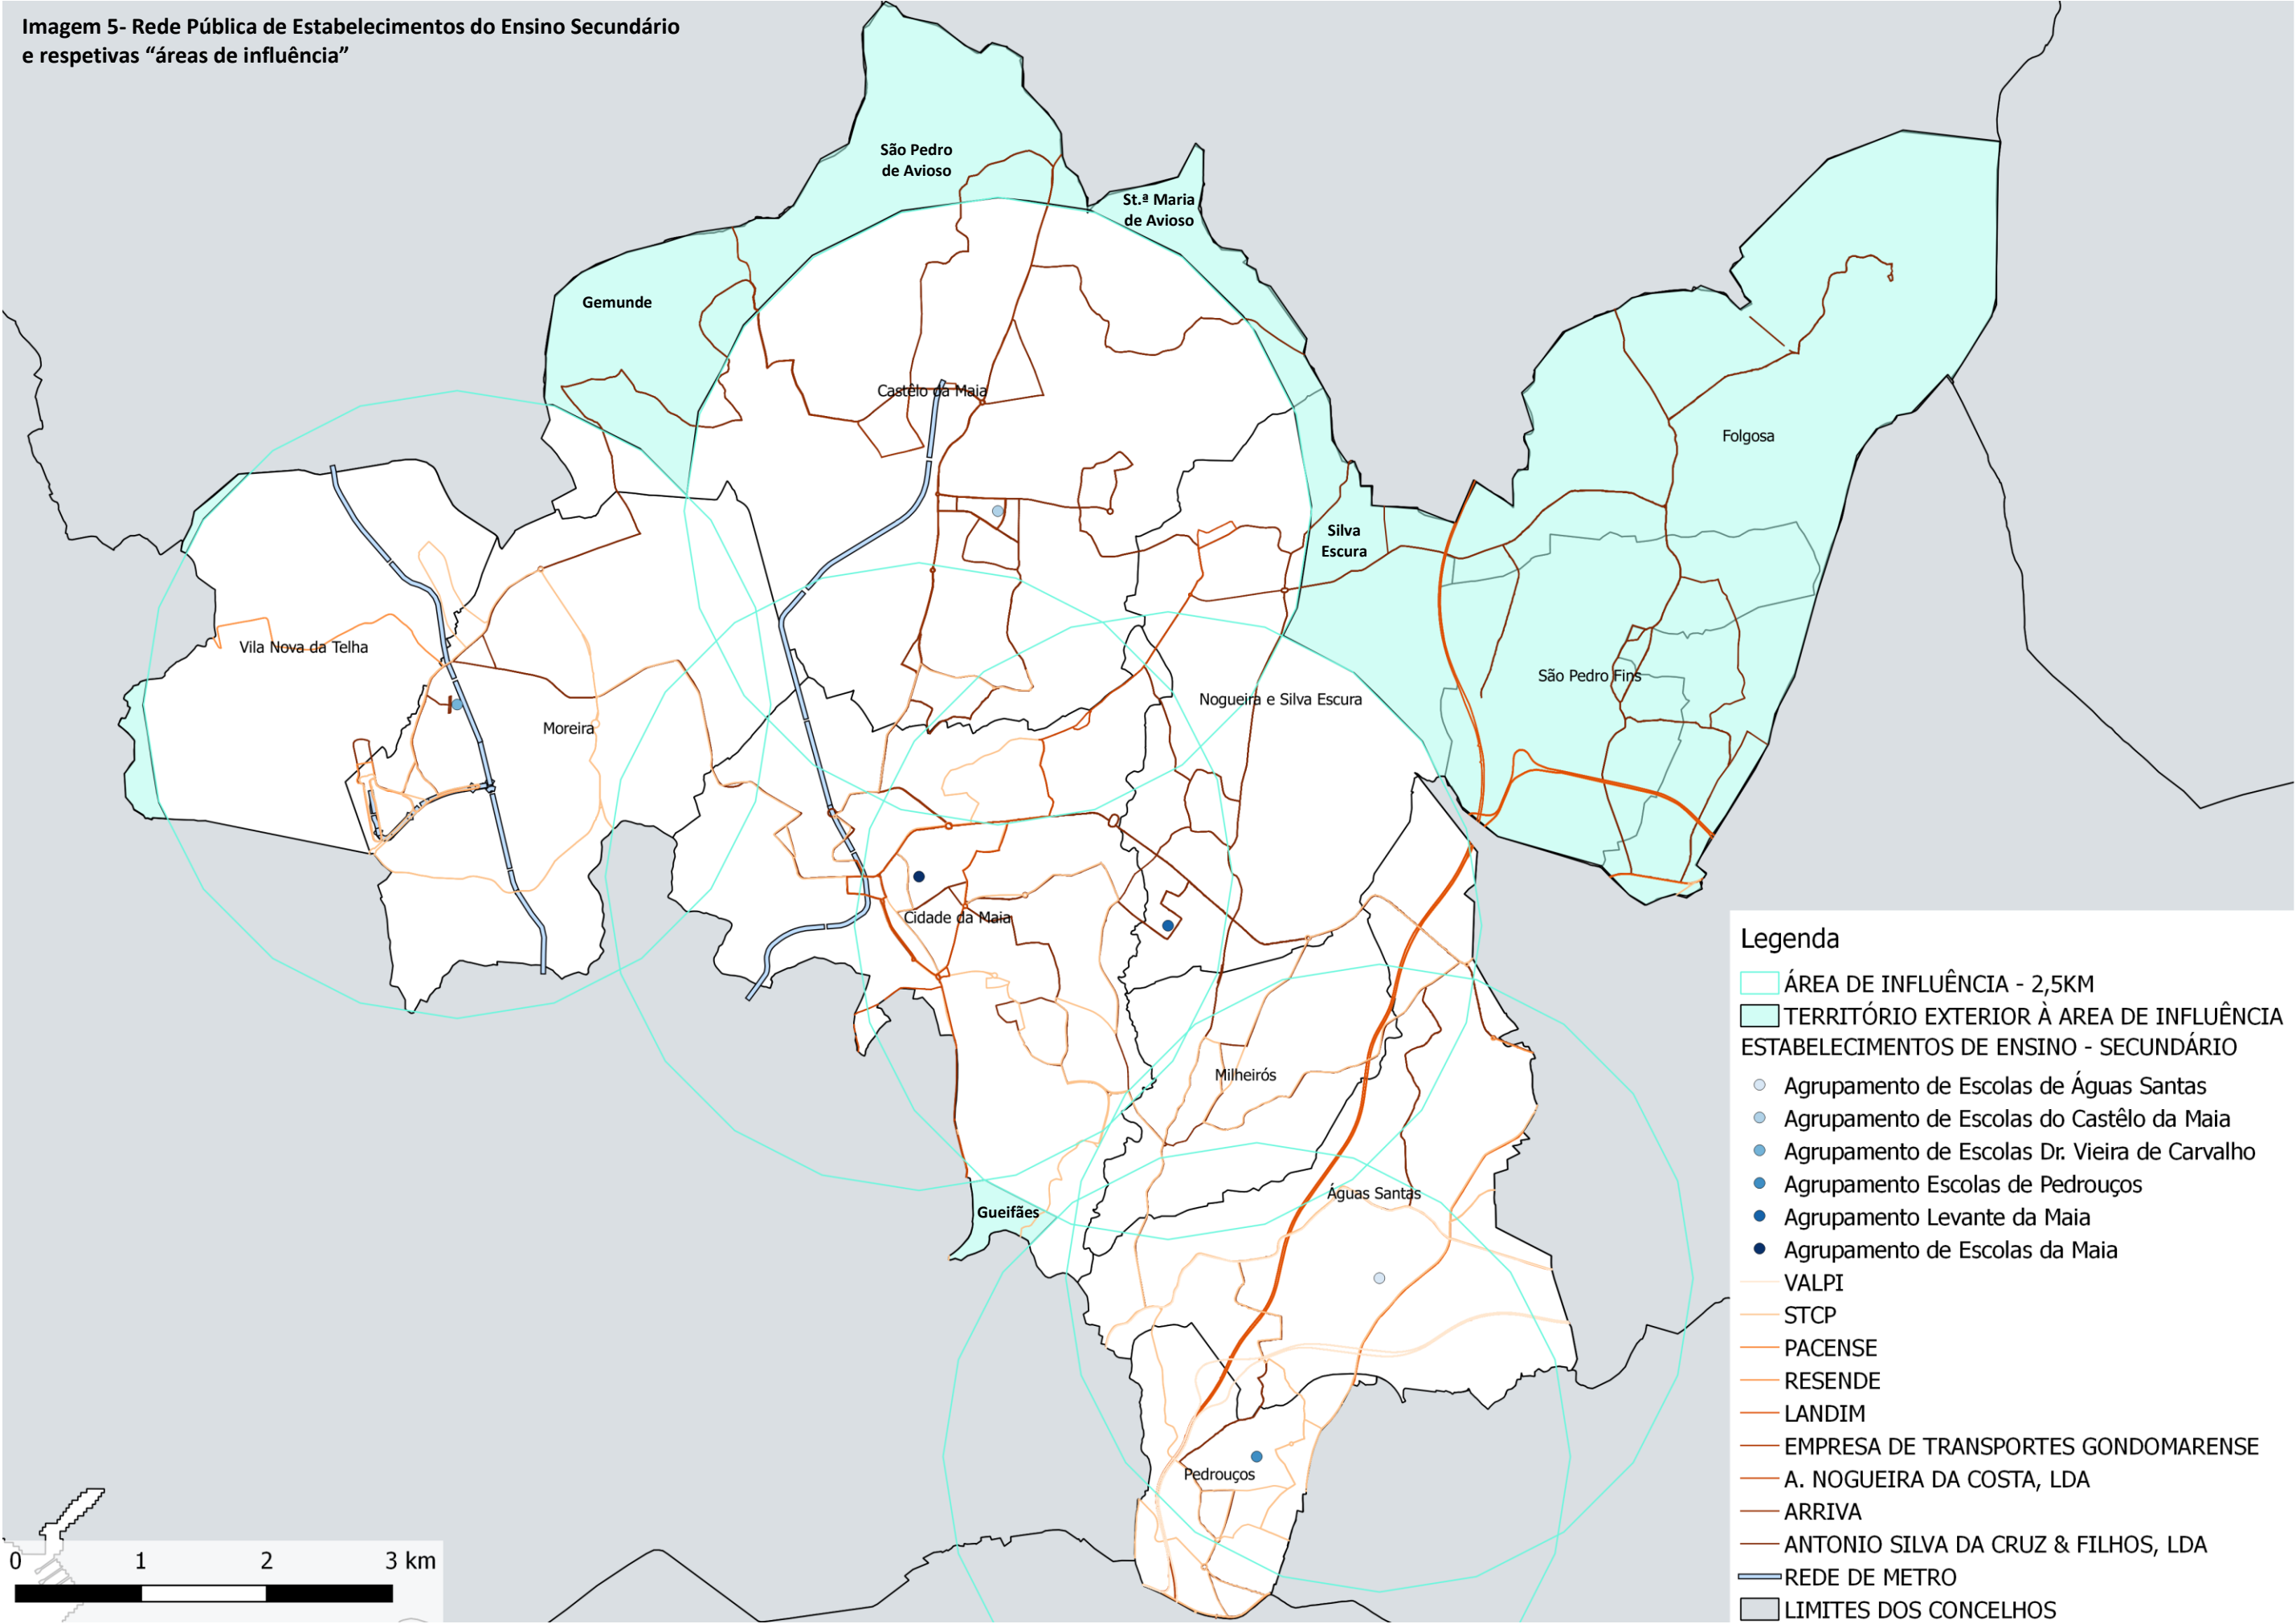 Imagem 5- Rede Pública de Estabelecimentos do Ensino Secundário
e respetivas “áreas de influência”
São Pedro
de Avioso
St.ª Maria
de Avioso
Gemunde
Castêlo da Maia
Folgosa
Silva
Escura
Vila Nova da Telha
São Pedro Fins
Nogueira e Silva Escura
Moreira
Cidade da Maia
Milheirós
Águas Santas
Gueifães
Pedrouços
Legenda
ÁREA DE INFLUÊNCIA - 2,5KM
TERRITÓRIO EXTERIOR À AREA DE INFLUÊNCIA
ESTABELECIMENTOS DE ENSINO - SECUNDÁRIO
Agrupamento de Escolas de Águas Santas
Agrupamento de Escolas do Castêlo da Maia
Agrupamento de Escolas Dr. Vieira de Carvalho
Agrupamento Escolas de Pedrouços
Agrupamento Levante da Maia
Agrupamento de Escolas da Maia
VALPI
STCP
PACENSE
RESENDE
LANDIM
EMPRESA DE TRANSPORTES GONDOMARENSE
A. NOGUEIRA DA COSTA, LDA
ARRIVA
ANTONIO SILVA DA CRUZ & FILHOS, LDA
REDE DE METRO
LIMITES DOS CONCELHOS
0 1 2 3 km